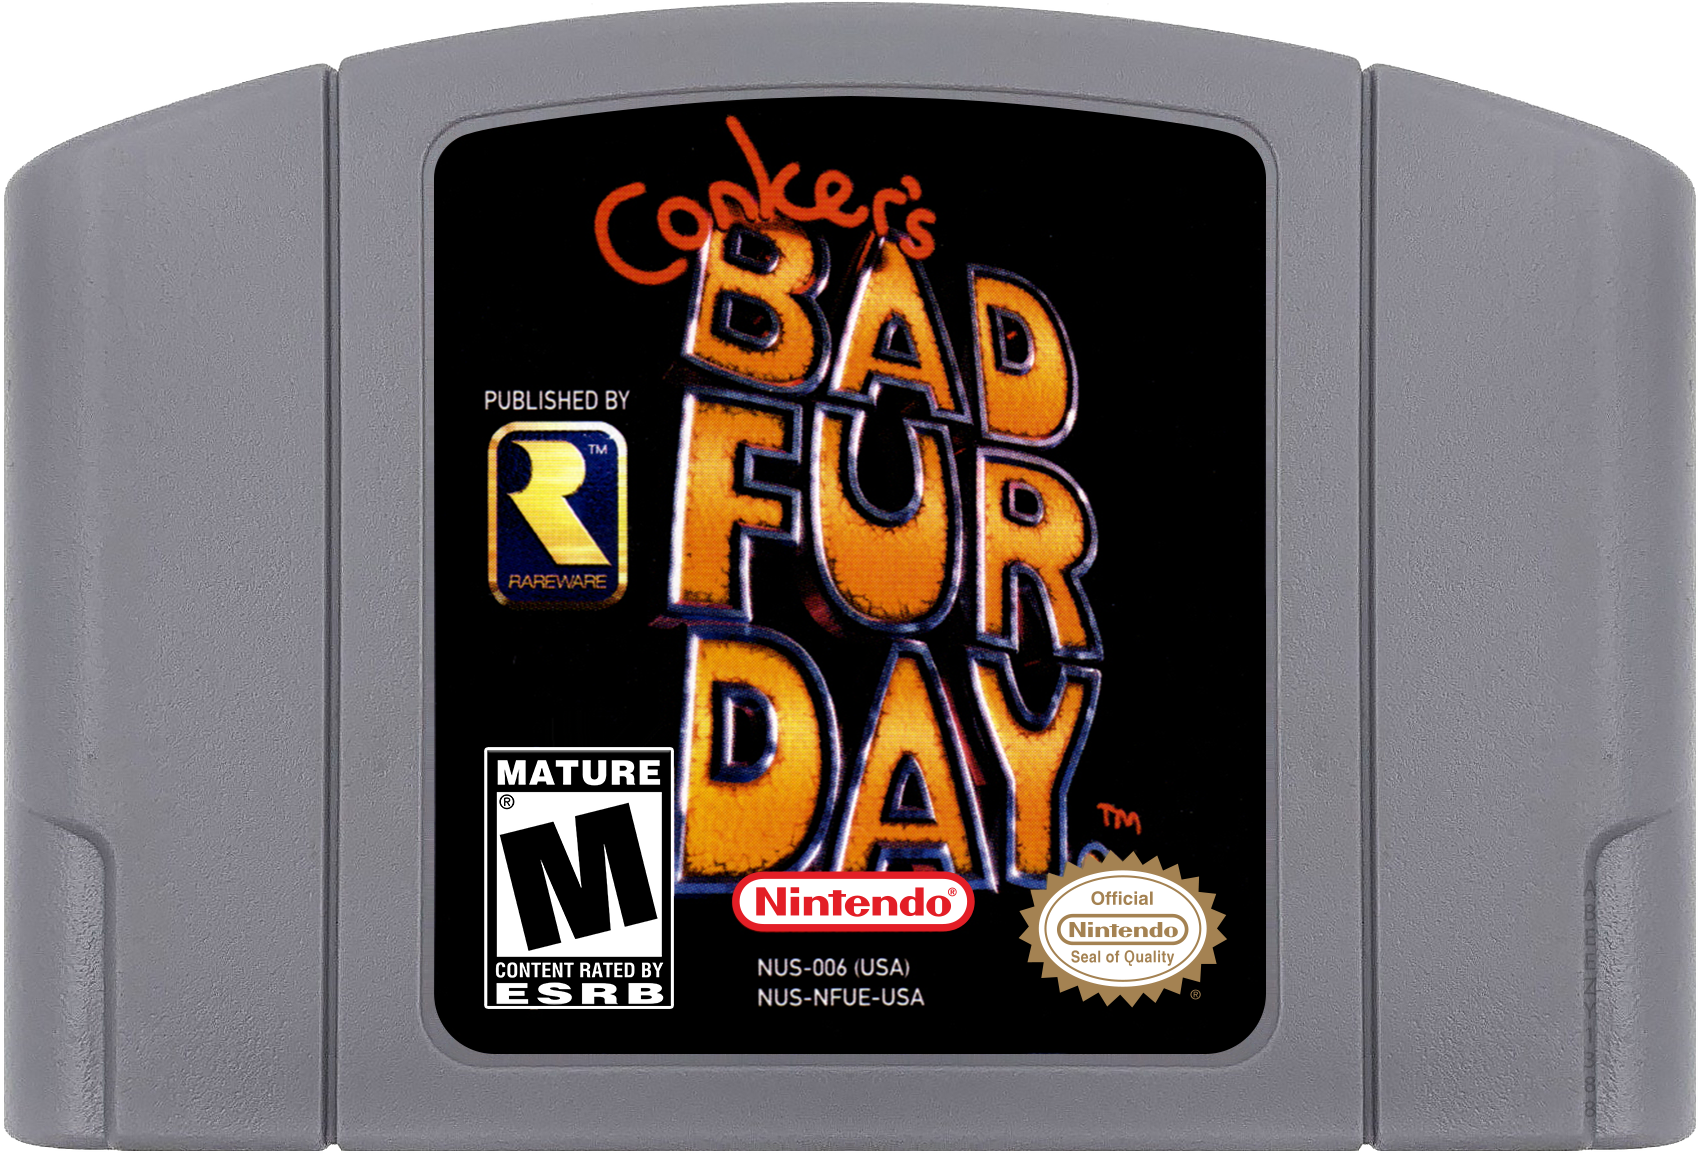 Conker's
BAD
FUR
DAY
TM
PUBLISHED BY
R
TM
RAREWARE
MATURE
M
®
CONTENT RATED BY
ESRB
Nintendo®
NUS-006 (USA)
NUS-NFUE-USA
Official
Nintendo
Seal of Quality
®
ABEEZY1988